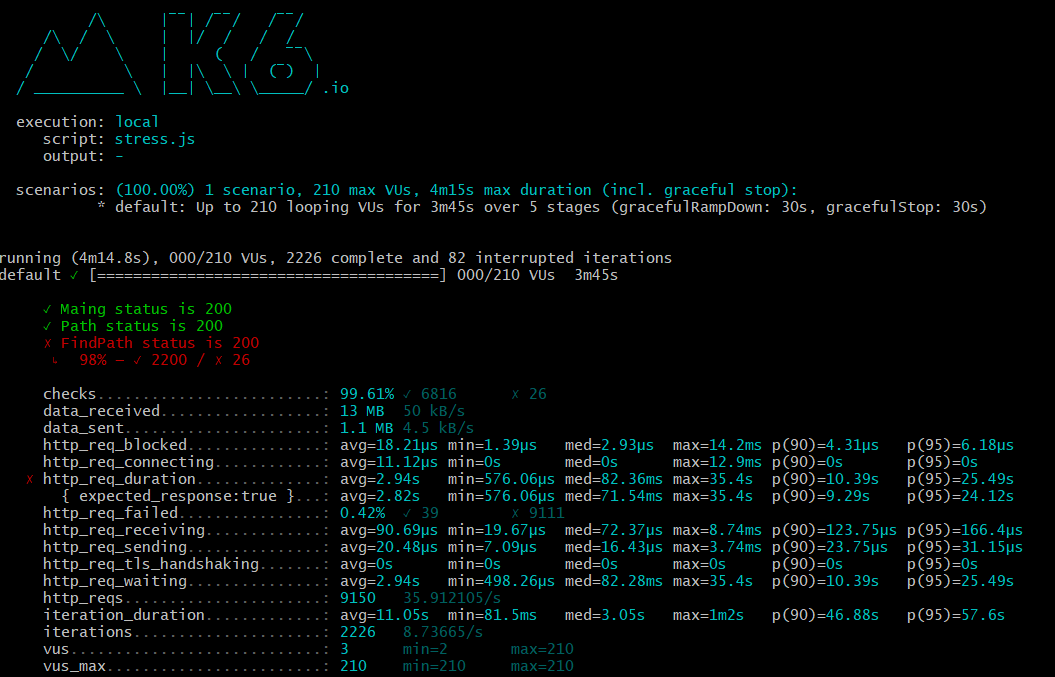 .io
execution: local
script: stress.js
output: -
scenarios: (100.00%) 1 scenario, 210 max VUs, 4m15s max duration (incl. graceful stop):
* default: Up to 210 looping VUs for 3m45s over 5 stages (gracefulRampDown: 30s, gracefulStop: 30s)
running (4m14.8s), 000/210 VUs, 2226 complete and 82 interrupted iterations
default ✓ [======================================] 000/210 VUs  3m45s
✓ Maing status is 200
✓ Path status is 200
✗ FindPath status is 200
↳  98% — ✓ 2200 / ✗ 26
checks.........................: 99.61% ✓ 6816      ✗ 26
data_received..................: 13 MB  50 kB/s
data_sent......................: 1.1 MB 4.5 kB/s
http_req_blocked...............: avg=18.21µs min=1.39µs   med=2.93µs  max=14.2ms p(90)=4.31µs   p(95)=6.18µs
http_req_connecting............: avg=11.12µs min=0s       med=0s      max=12.9ms p(90)=0s       p(95)=0s
✗ http_req_duration..............: avg=2.94s   min=576.06µs med=82.36ms max=35.4s  p(90)=10.39s   p(95)=25.49s
{ expected_response:true }...: avg=2.82s   min=576.06µs med=71.54ms max=35.4s  p(90)=9.29s    p(95)=24.12s
http_req_failed................: 0.42%  ✓ 39        ✗ 9111
http_req_receiving.............: avg=90.69µs min=19.67µs  med=72.37µs max=8.74ms p(90)=123.75µs p(95)=166.4µs
http_req_sending...............: avg=20.48µs min=7.09µs   med=16.43µs max=3.74ms p(90)=23.75µs  p(95)=31.15µs
http_req_tls_handshaking.......: avg=0s      min=0s       med=0s      max=0s     p(90)=0s       p(95)=0s
http_req_waiting...............: avg=2.94s   min=498.26µs med=82.28ms max=35.4s  p(90)=10.39s   p(95)=25.49s
http_reqs......................: 9150   35.912105/s
iteration_duration.............: avg=11.05s  min=81.5ms   med=3.05s   max=1m2s   p(90)=46.88s   p(95)=57.6s
iterations.....................: 2226   8.73665/s
vus............................: 3      min=2       max=210
vus_max........................: 210    min=210     max=210